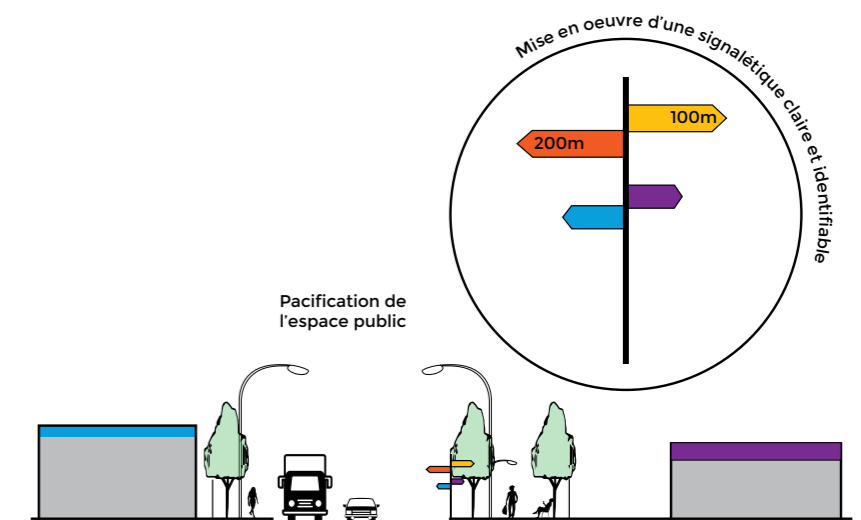 Mise en oeuvre d'une signalétique claire et identifiable
100m
200m
Pacification de
l'espace public